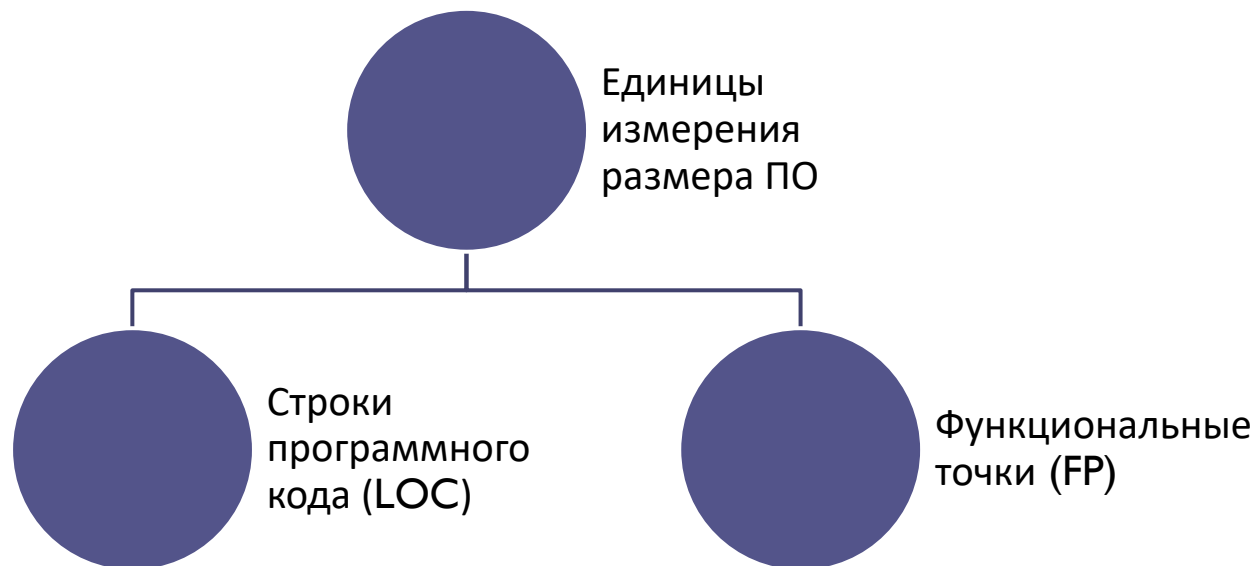 Единицы
измерения
размера ПО
Строки
программного
кода (LOC)
Функциональные
точки (FP)